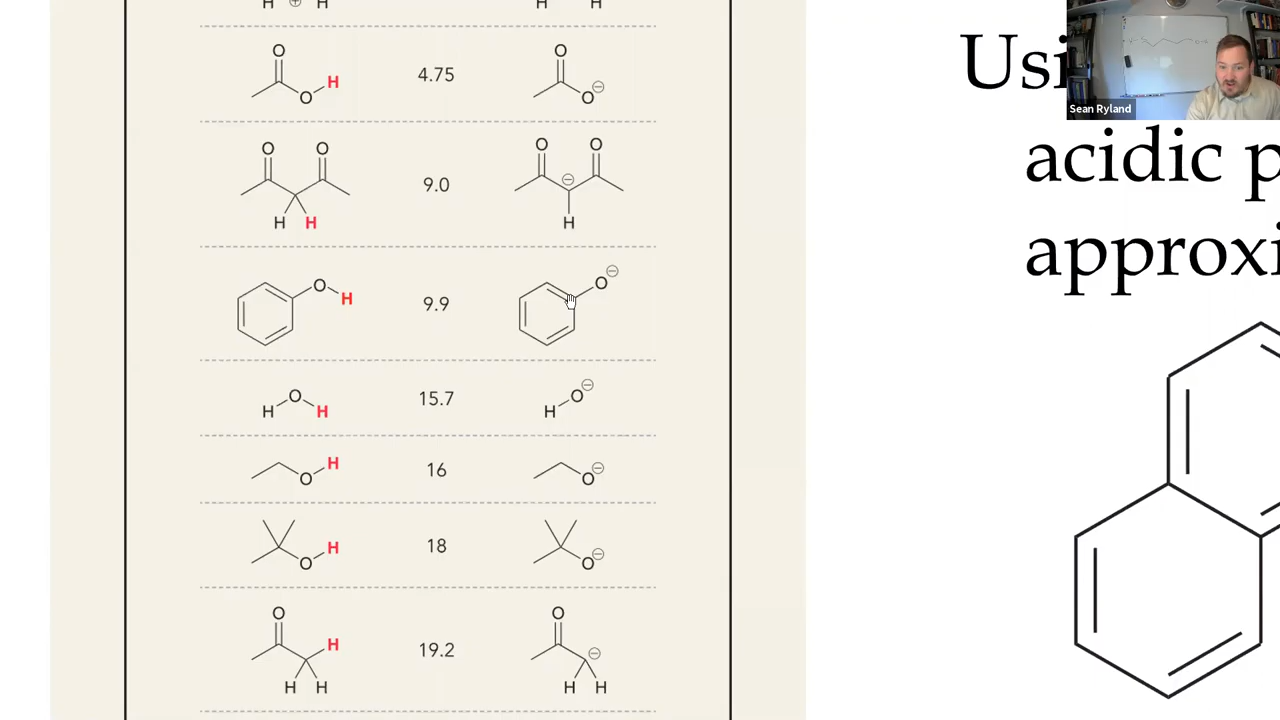 H ⊕ H H H
O O
O H 4.75 O ⊖
O O O O
9.0 ⊖
H H H
O H 9.9 O ⊖
H O H 15.7 H O ⊖
O H 16 O ⊖
O H 18 O ⊖
O O
H 19.2 ⊖
H H H H
Usi
acidic p
approxi
Sean Ryland